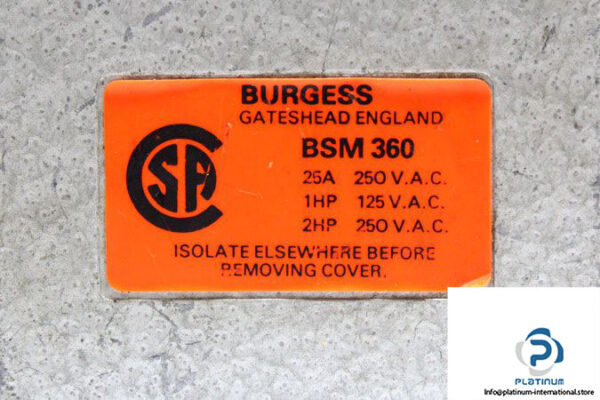 BURGESS
GATESHEAD ENGLAND
BSM 360
25A 250 V.A.C.
1HP 125 V.A.C.
2HP 250 V.A.C.
CSA
ISOLATE ELSEWHERE BEFORE
REMOVING COVER.
PLATINUM
Info@platinum-international.store